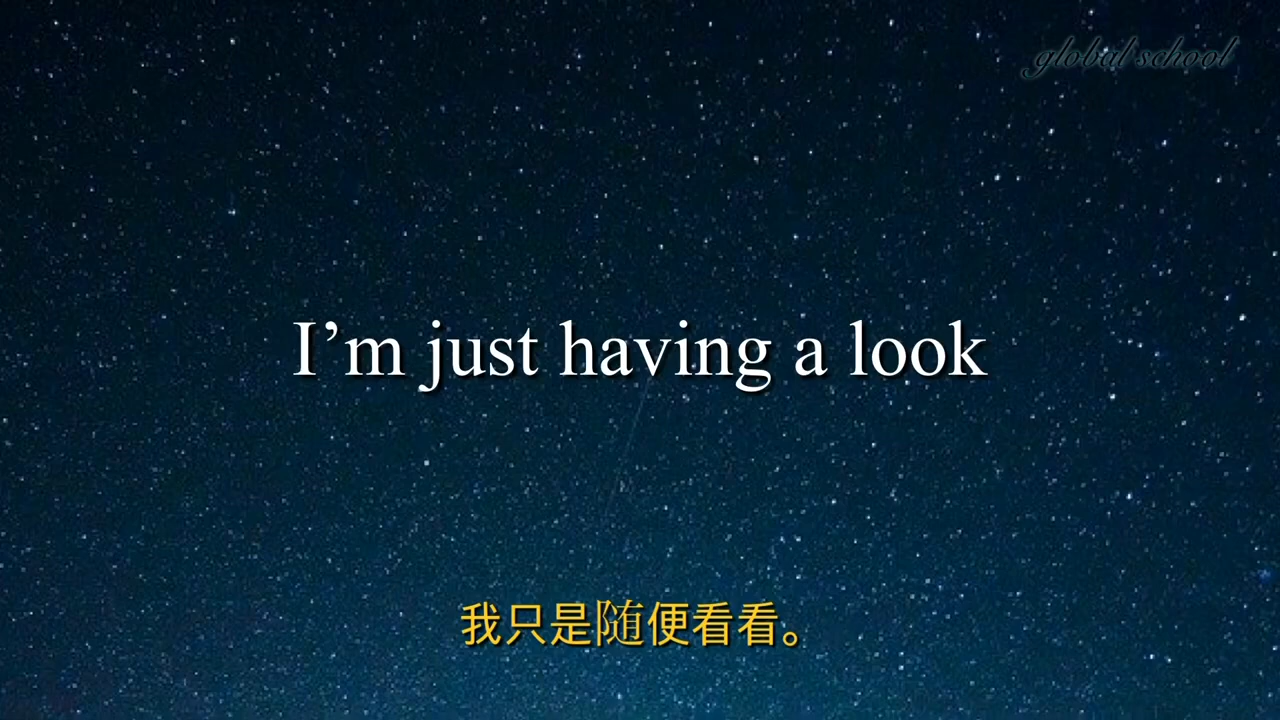 global school
I’m just having a look
我只是随便看看。